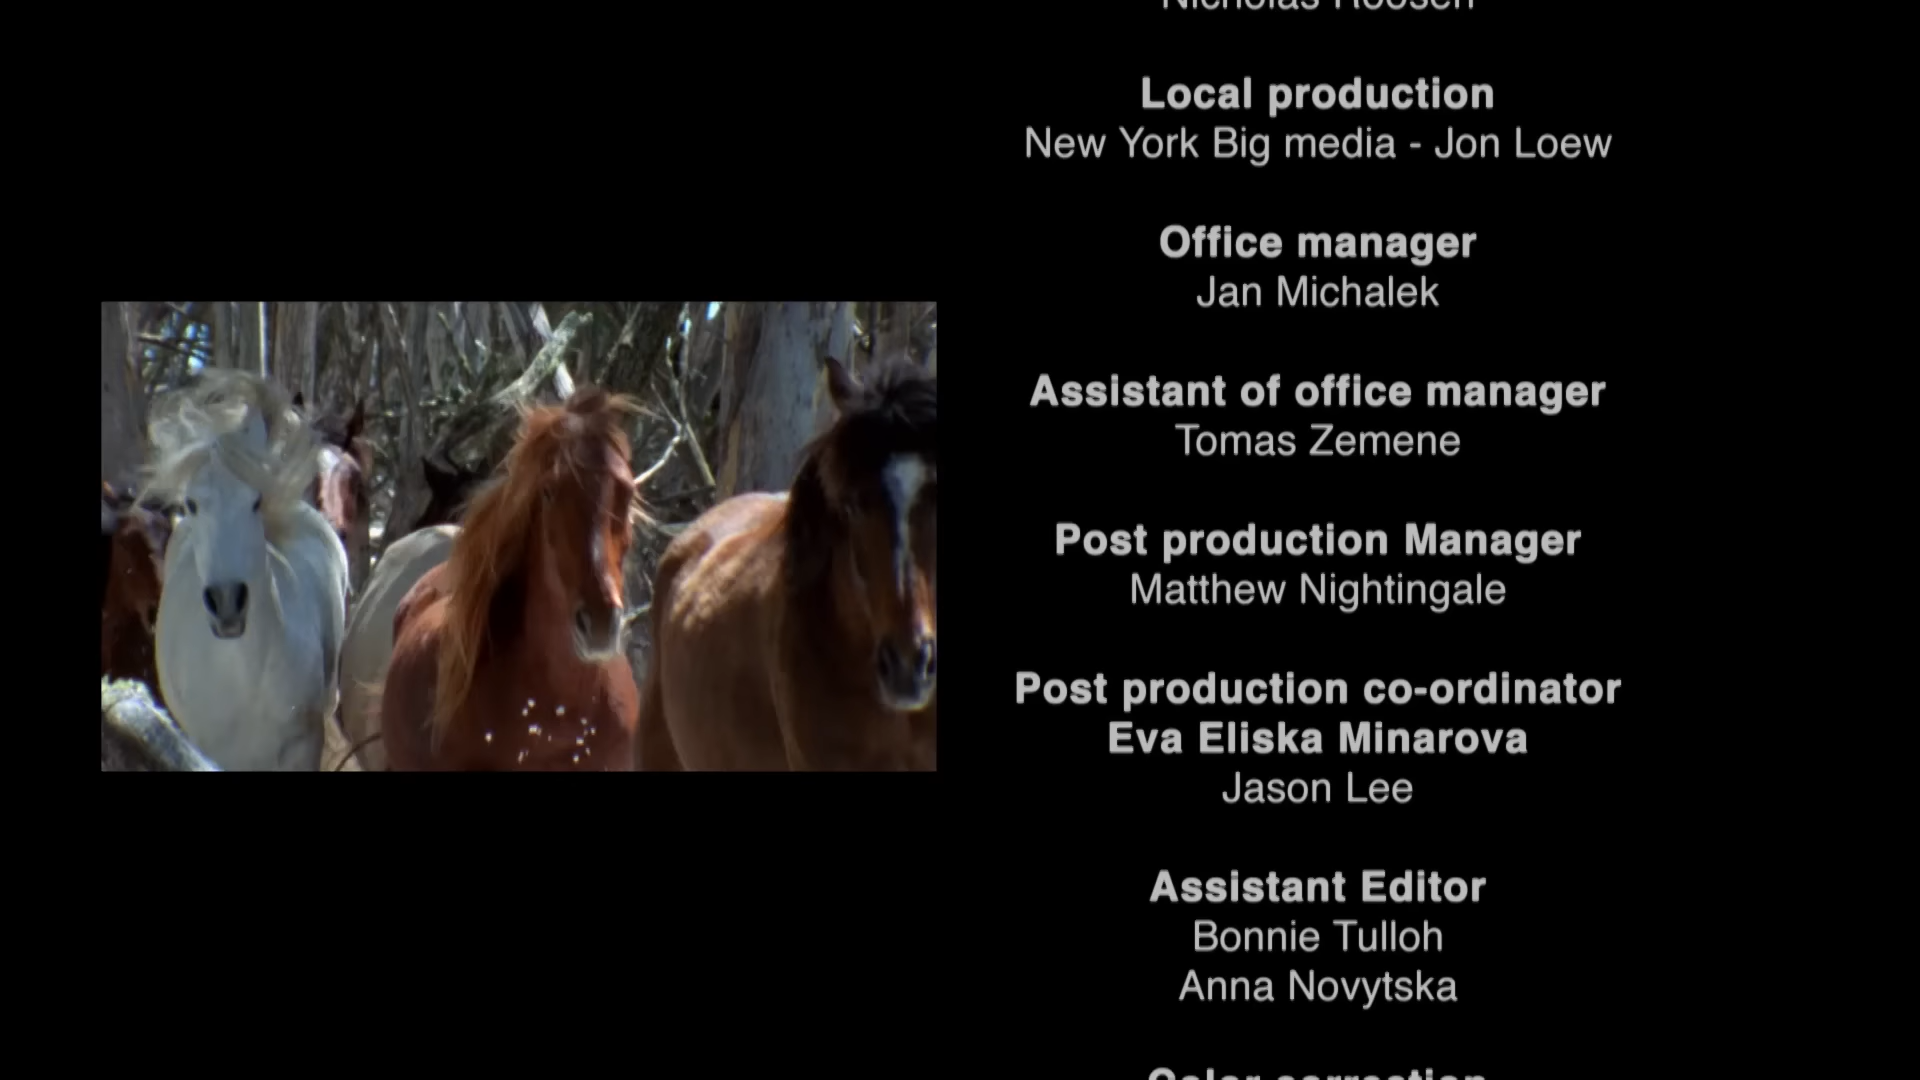 Local production
New York Big media - Jon Loew
Office manager
Jan Michalek
Assistant of office manager
Tomas Zemene
Post production Manager
Matthew Nightingale
Post production co-ordinator
Eva Eliska Minarova
Jason Lee
Assistant Editor
Bonnie Tulloh
Anna Novytska
Color correction